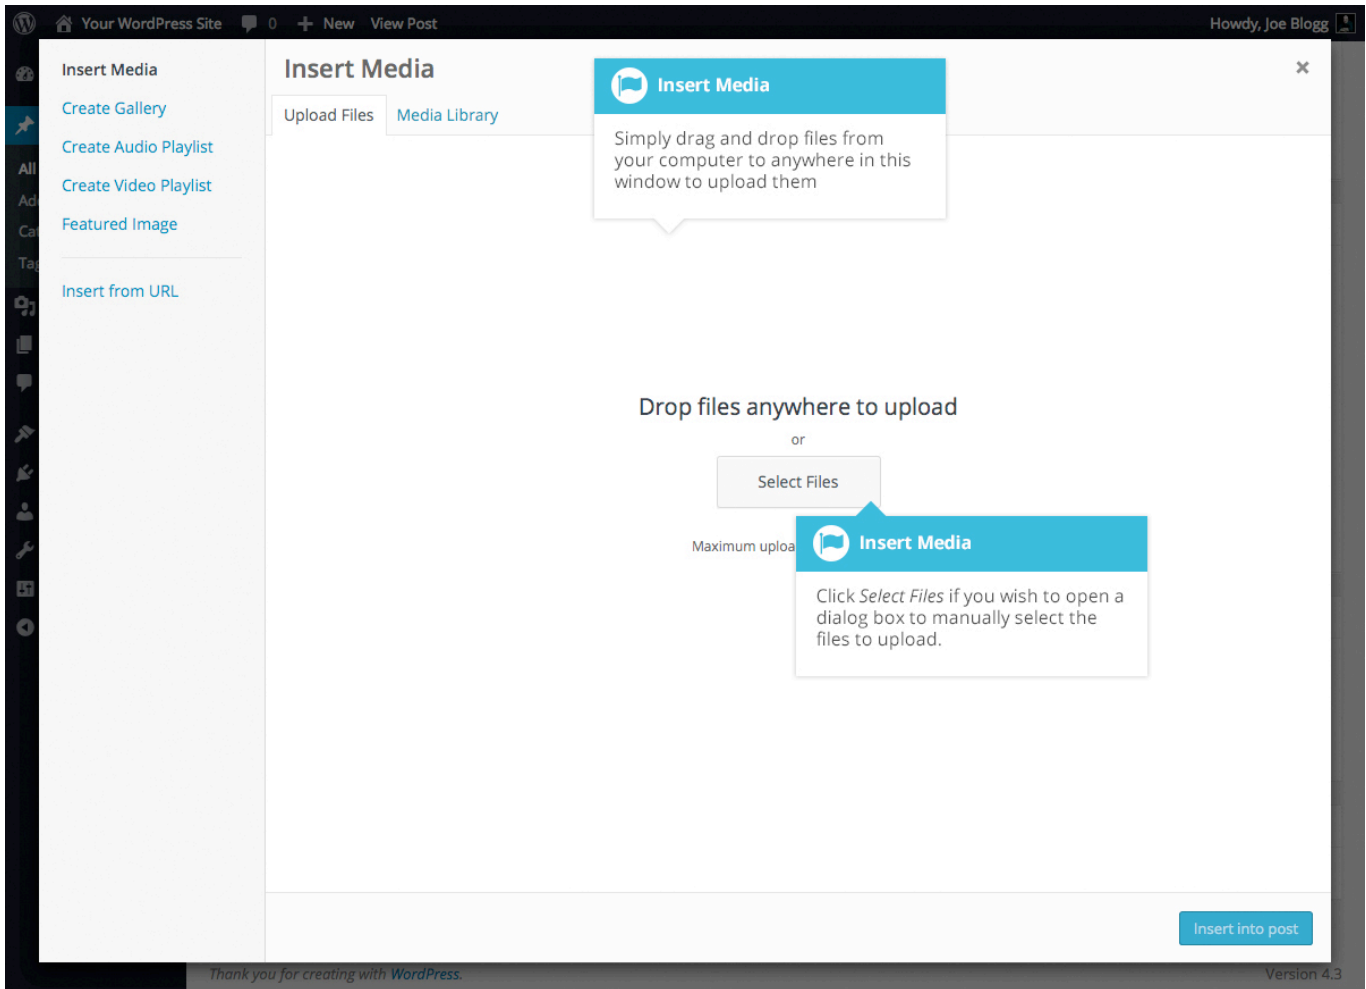 Your WordPress Site 0 New View Post Howdy, Joe Blogg
Insert Media
Create Gallery
Create Audio Playlist
Create Video Playlist
Featured Image
Insert from URL
All
Tag
Insert Media
Upload Files Media Library
Insert Media
Simply drag and drop files from
your computer to anywhere in this
window to upload them
Drop files anywhere to upload
or
Select Files
Maximum uploa
Insert Media
Click Select Files if you wish to open a
dialog box to manually select the
files to upload.
Insert into post
Thank you for creating with WordPress.
Version 4.3